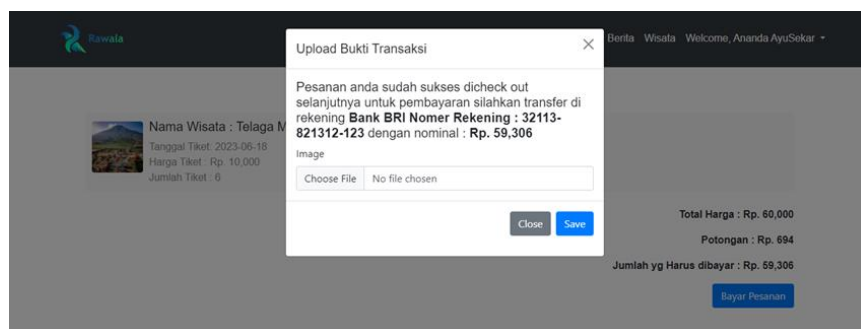 Rawala
Berita Wisata Welcome, Ananda AyuSekar
Upload Bukti Transaksi
Pesanan anda sudah sukses dicheck out
selanjutnya untuk pembayaran silahkan transfer di
rekening Bank BRI Nomer Rekening : 32113-
821312-123 dengan nominal : Rp. 59,306
Image
Choose File No file chosen
Close Save
Nama Wisata : Telaga M
Tanggal Tiket: 2023-06-18
Harga Tiket : Rp. 10,000
Jumlah Tiket : 6
Total Harga : Rp. 60,000
Potongan : Rp. 694
Jumlah yg Harus dibayar : Rp. 59,306
Bayar Pesanan